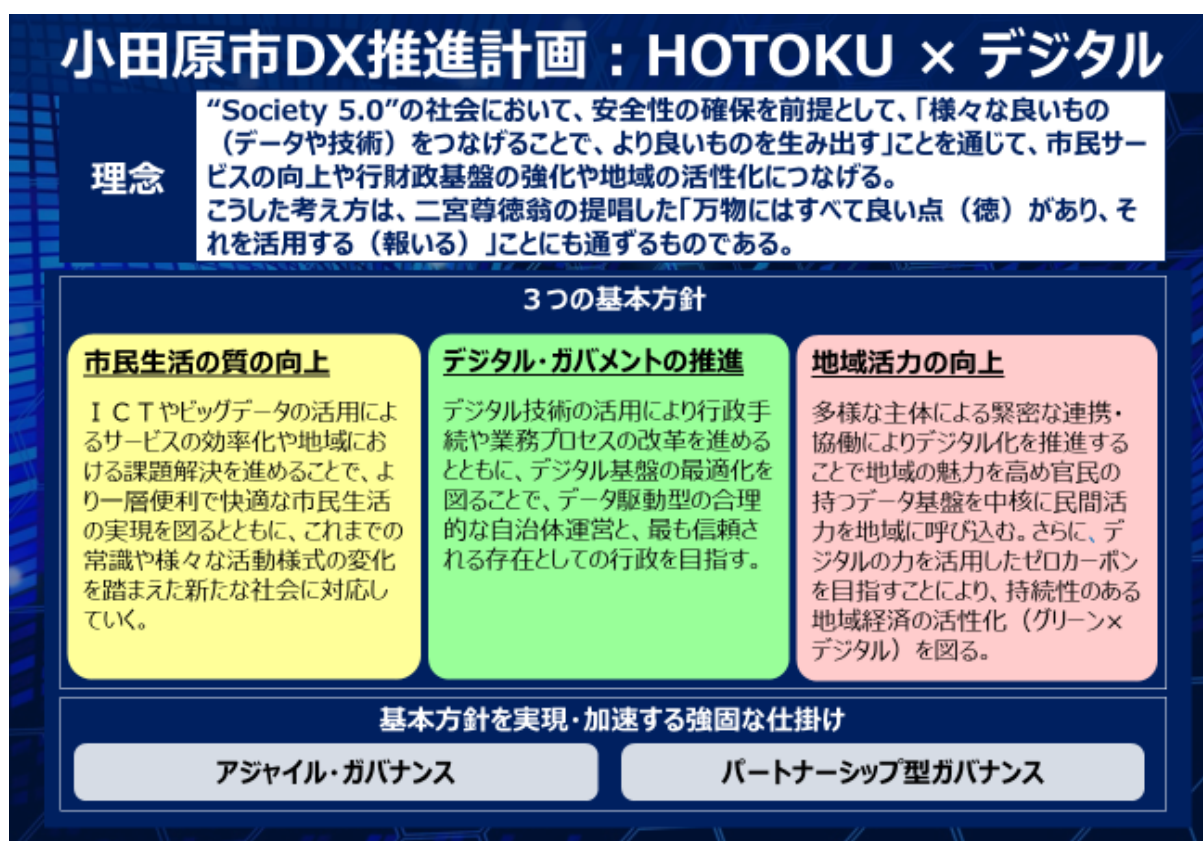 小田原市DX推進計画：HOTOKU × デジタル
理念
“Society 5.0”の社会において、安全性の確保を前提として、「様々な良いもの
（データや技術）をつなげることで、より良いものを生み出す」ことを通じて、市民サー
ビスの向上や行財政基盤の強化や地域の活性化につなげる。
こうした考え方は、二宮尊徳翁の提唱した「万物にはすべて良い点（徳）があり、そ
れを活用する（報いる）」ことにも通ずるものである。
３つの基本方針
市民生活の質の向上
ＩＣＴやビッグデータの活用によ
るサービスの効率化や地域にお
ける課題解決を進めることで、よ
り一層便利で快適な市民生活
の実現を図るとともに、これまでの
常識や様々な活動様式の変化
を踏まえた新たな社会に対応し
ていく。
デジタル・ガバメントの推進
デジタル技術の活用により行政手
続や業務プロセスの改革を進める
とともに、デジタル基盤の最適化を
図ることで、データ駆動型の合理
的な自治体運営と、最も信頼さ
れる存在としての行政を目指す。
地域活力の向上
多様な主体による緊密な連携・
協働によりデジタル化を推進する
ことで地域の魅力を高め官民の
持つデータ基盤を中核に民間活
力を地域に呼び込む。さらに、デ
ジタルの力を活用したゼロカーボン
を目指すことにより、持続性のある
地域経済の活性化（グリーン×
デジタル）を図る。
基本方針を実現・加速する強固な仕掛け
アジャイル・ガバナンス
パートナーシップ型ガバナンス